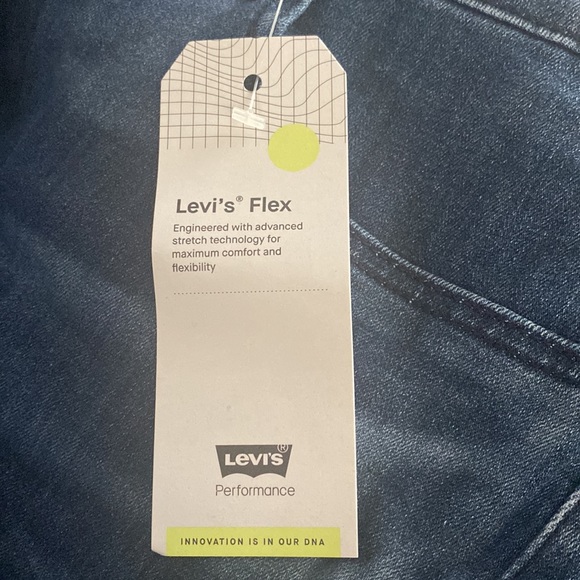 Levi's® Flex
Engineered with advanced
stretch technology for
maximum comfort and
flexibility
Levi's®
Performance
INNOVATION IS IN OUR DNA